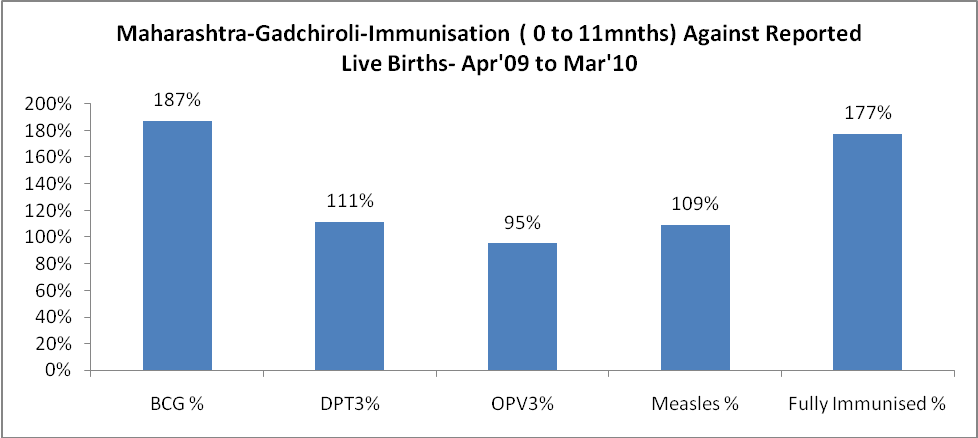 Maharashtra-Gadchiroli-Immunisation ( 0 to 11mnths) Against Reported
Live Births- Apr'09 to Mar'10
200%
180%
160%
140%
120%
100%
80%
60%
40%
20%
0%
187%
111%
95%
109%
177%
BCG %
DPT3%
OPV3%
Measles %
Fully Immunised %